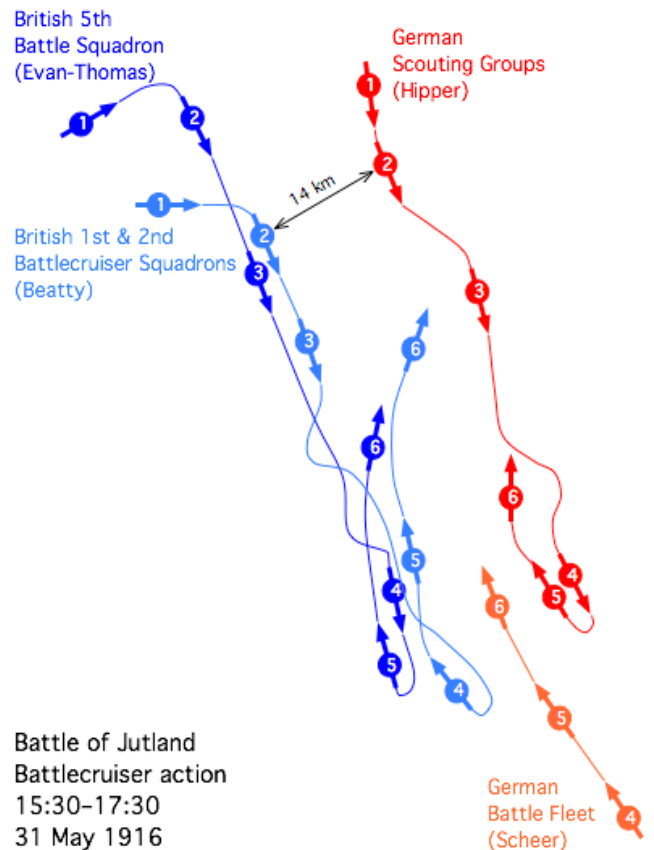 British 5th
Battle Squadron
(Evan-Thomas)
German
Scouting Groups
(Hipper)
1
2
1
2
14 km
1
2
British 1st & 2nd
Battlecruiser Squadrons
(Beatty)
3
3
3
6
6
6
4
5
5
4
5
4
6
5
4
Battle of Jutland
Battlecruiser action
15:30–17:30
31 May 1916
German
Battle Fleet
(Scheer)